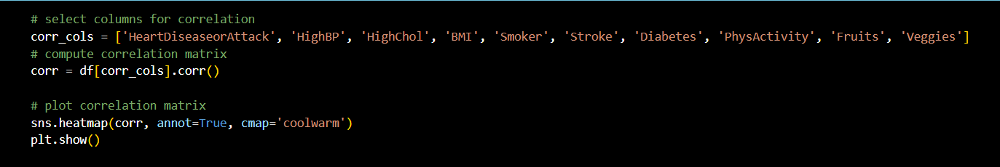 # select columns for correlation
corr_cols = ['HeartDiseaseorAttack', 'HighBP', 'HighChol', 'BMI', 'Smoker', 'Stroke', 'Diabetes', 'PhysActivity', 'Fruits', 'Veggies']
# compute correlation matrix
corr = df[corr_cols].corr()

# plot correlation matrix
sns.heatmap(corr, annot=True, cmap='coolwarm')
plt.show()